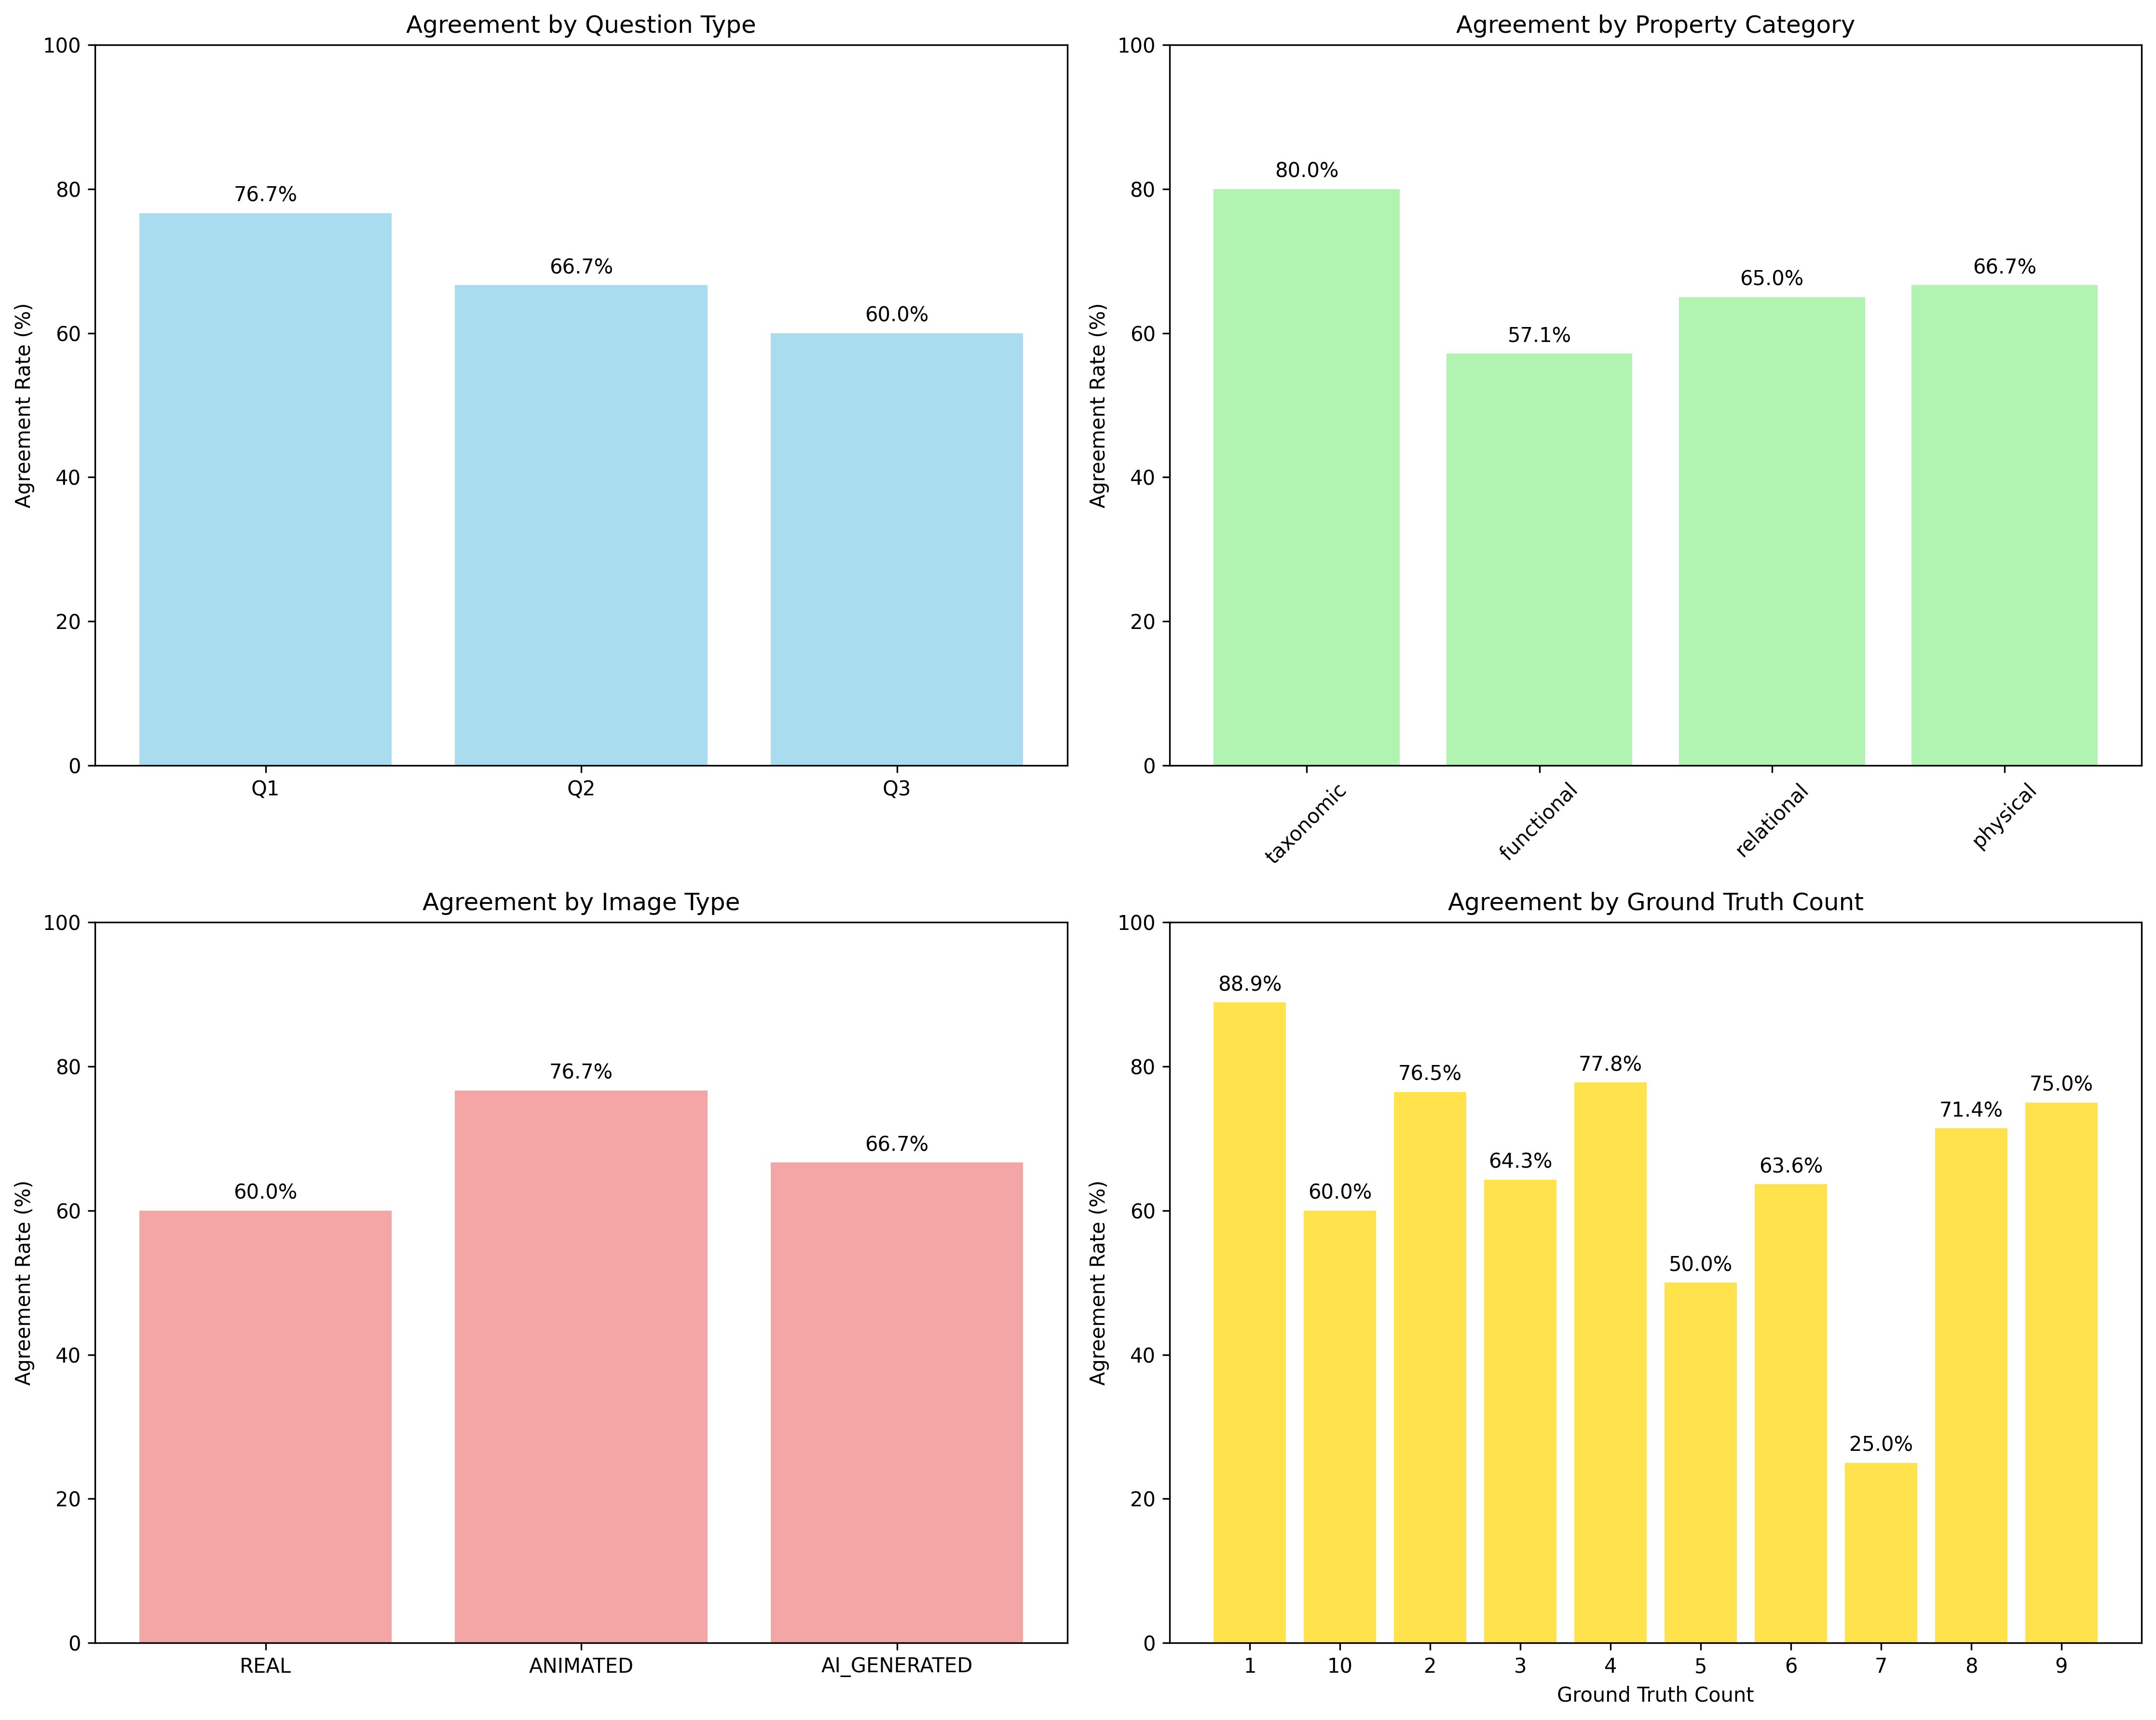 Agreement by Question Type
Agreement Rate (%)
100
80
60
40
20
0
76.7%
66.7%
60.0%
Q1
Q2
Q3
Agreement by Property Category
Agreement Rate (%)
100
80
60
40
20
0
80.0%
57.1%
65.0%
66.7%
taxonomic
functional
relational
physical
Agreement by Image Type
Agreement Rate (%)
100
80
60
40
20
0
60.0%
76.7%
66.7%
REAL
ANIMATED
AI_GENERATED
Agreement by Ground Truth Count
Agreement Rate (%)
100
80
60
40
20
0
88.9%
60.0%
76.5%
64.3%
77.8%
50.0%
63.6%
25.0%
71.4%
75.0%
1
10
2
3
4
5
6
7
8
9
Ground Truth Count